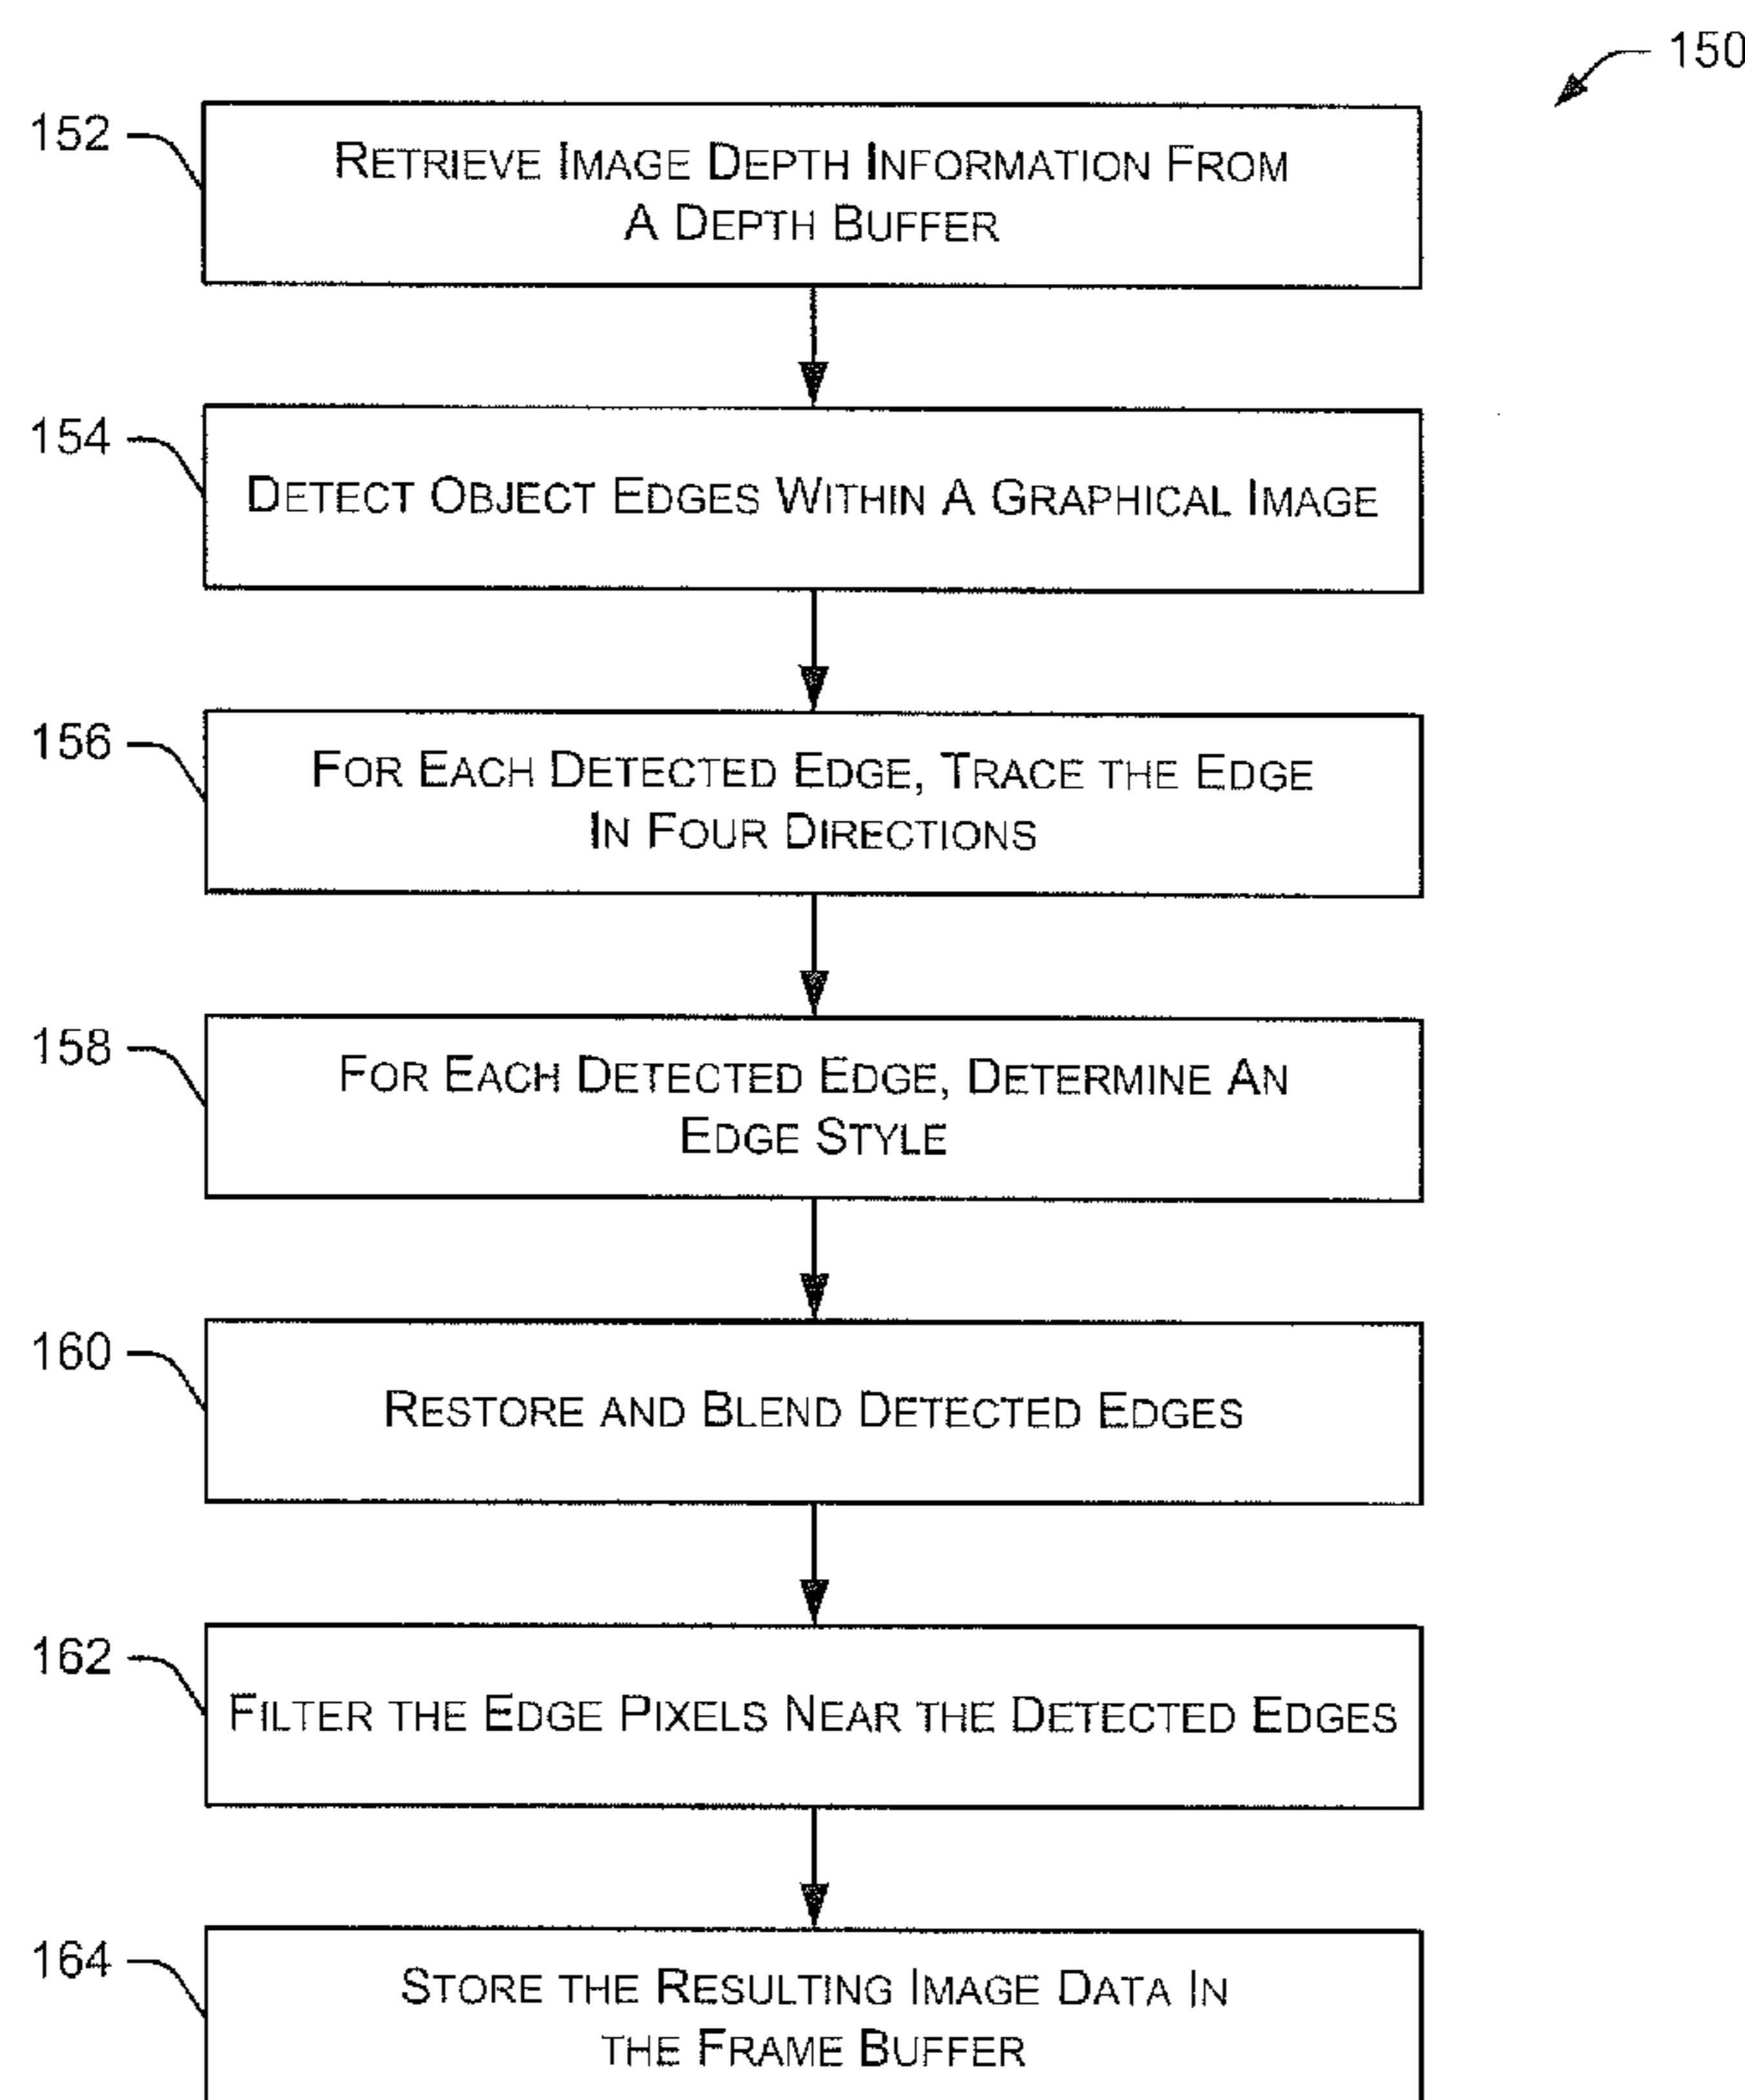 150
152
RETRIEVE IMAGE DEPTH INFORMATION FROM
A DEPTH BUFFER
154
DETECT OBJECT EDGES WITHIN A GRAPHICAL IMAGE
156
FOR EACH DETECTED EDGE, TRACE THE EDGE
IN FOUR DIRECTIONS
158
FOR EACH DETECTED EDGE, DETERMINE AN
EDGE STYLE
160
RESTORE AND BLEND DETECTED EDGES
162
FILTER THE EDGE PIXELS NEAR THE DETECTED EDGES
164
STORE THE RESULTING IMAGE DATA IN
THE FRAME BUFFER